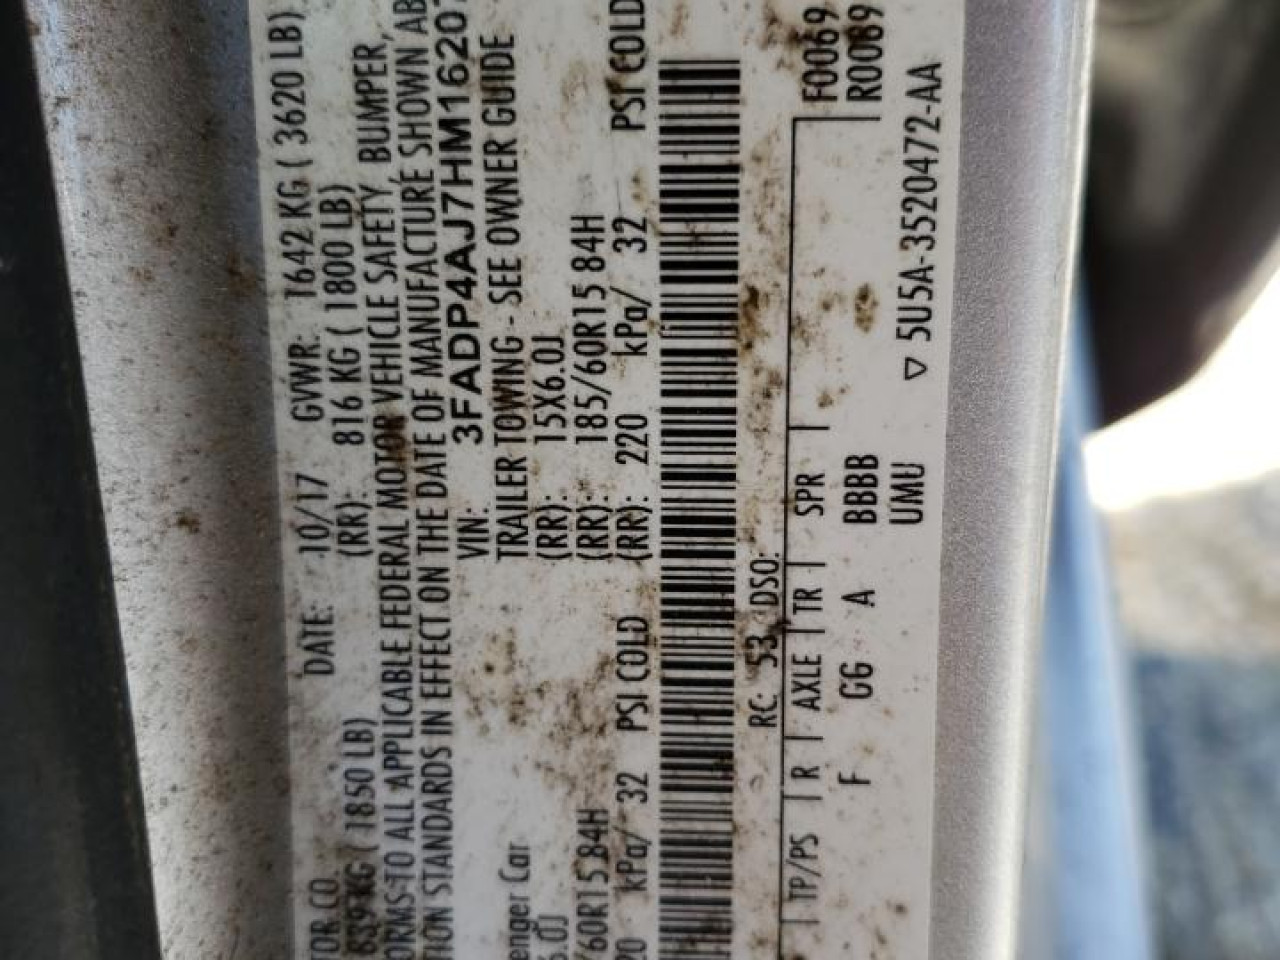 TOR CO. DATE: 10/17 GVWR: 1642 KG ( 3620 LB)
839 KG ( 1850 LB) (RR): 816 KG ( 1800 LB)
ORMS TO ALL APPLICABLE FEDERAL MOTOR VEHICLE SAFETY, BUMPER,
TION STANDARDS IN EFFECT ON THE DATE OF MANUFACTURE SHOWN AB
VIN: 3FADP4AJ7HM16207
enger Car TRAILER TOWING - SEE OWNER GUIDE
6.0J (RR): 15X6.0J
/60R15 84H (RR): 185/60R15 84H
20 kPa/ 32 PSI COLD (RR): 220 kPa/ 32 PSI COLD
RC: 53 DSO:
F0069
TP/PS R AXLE TR SPR R0089
F GG A BBBB
UMU
▽ 5U5A-3520472-AA